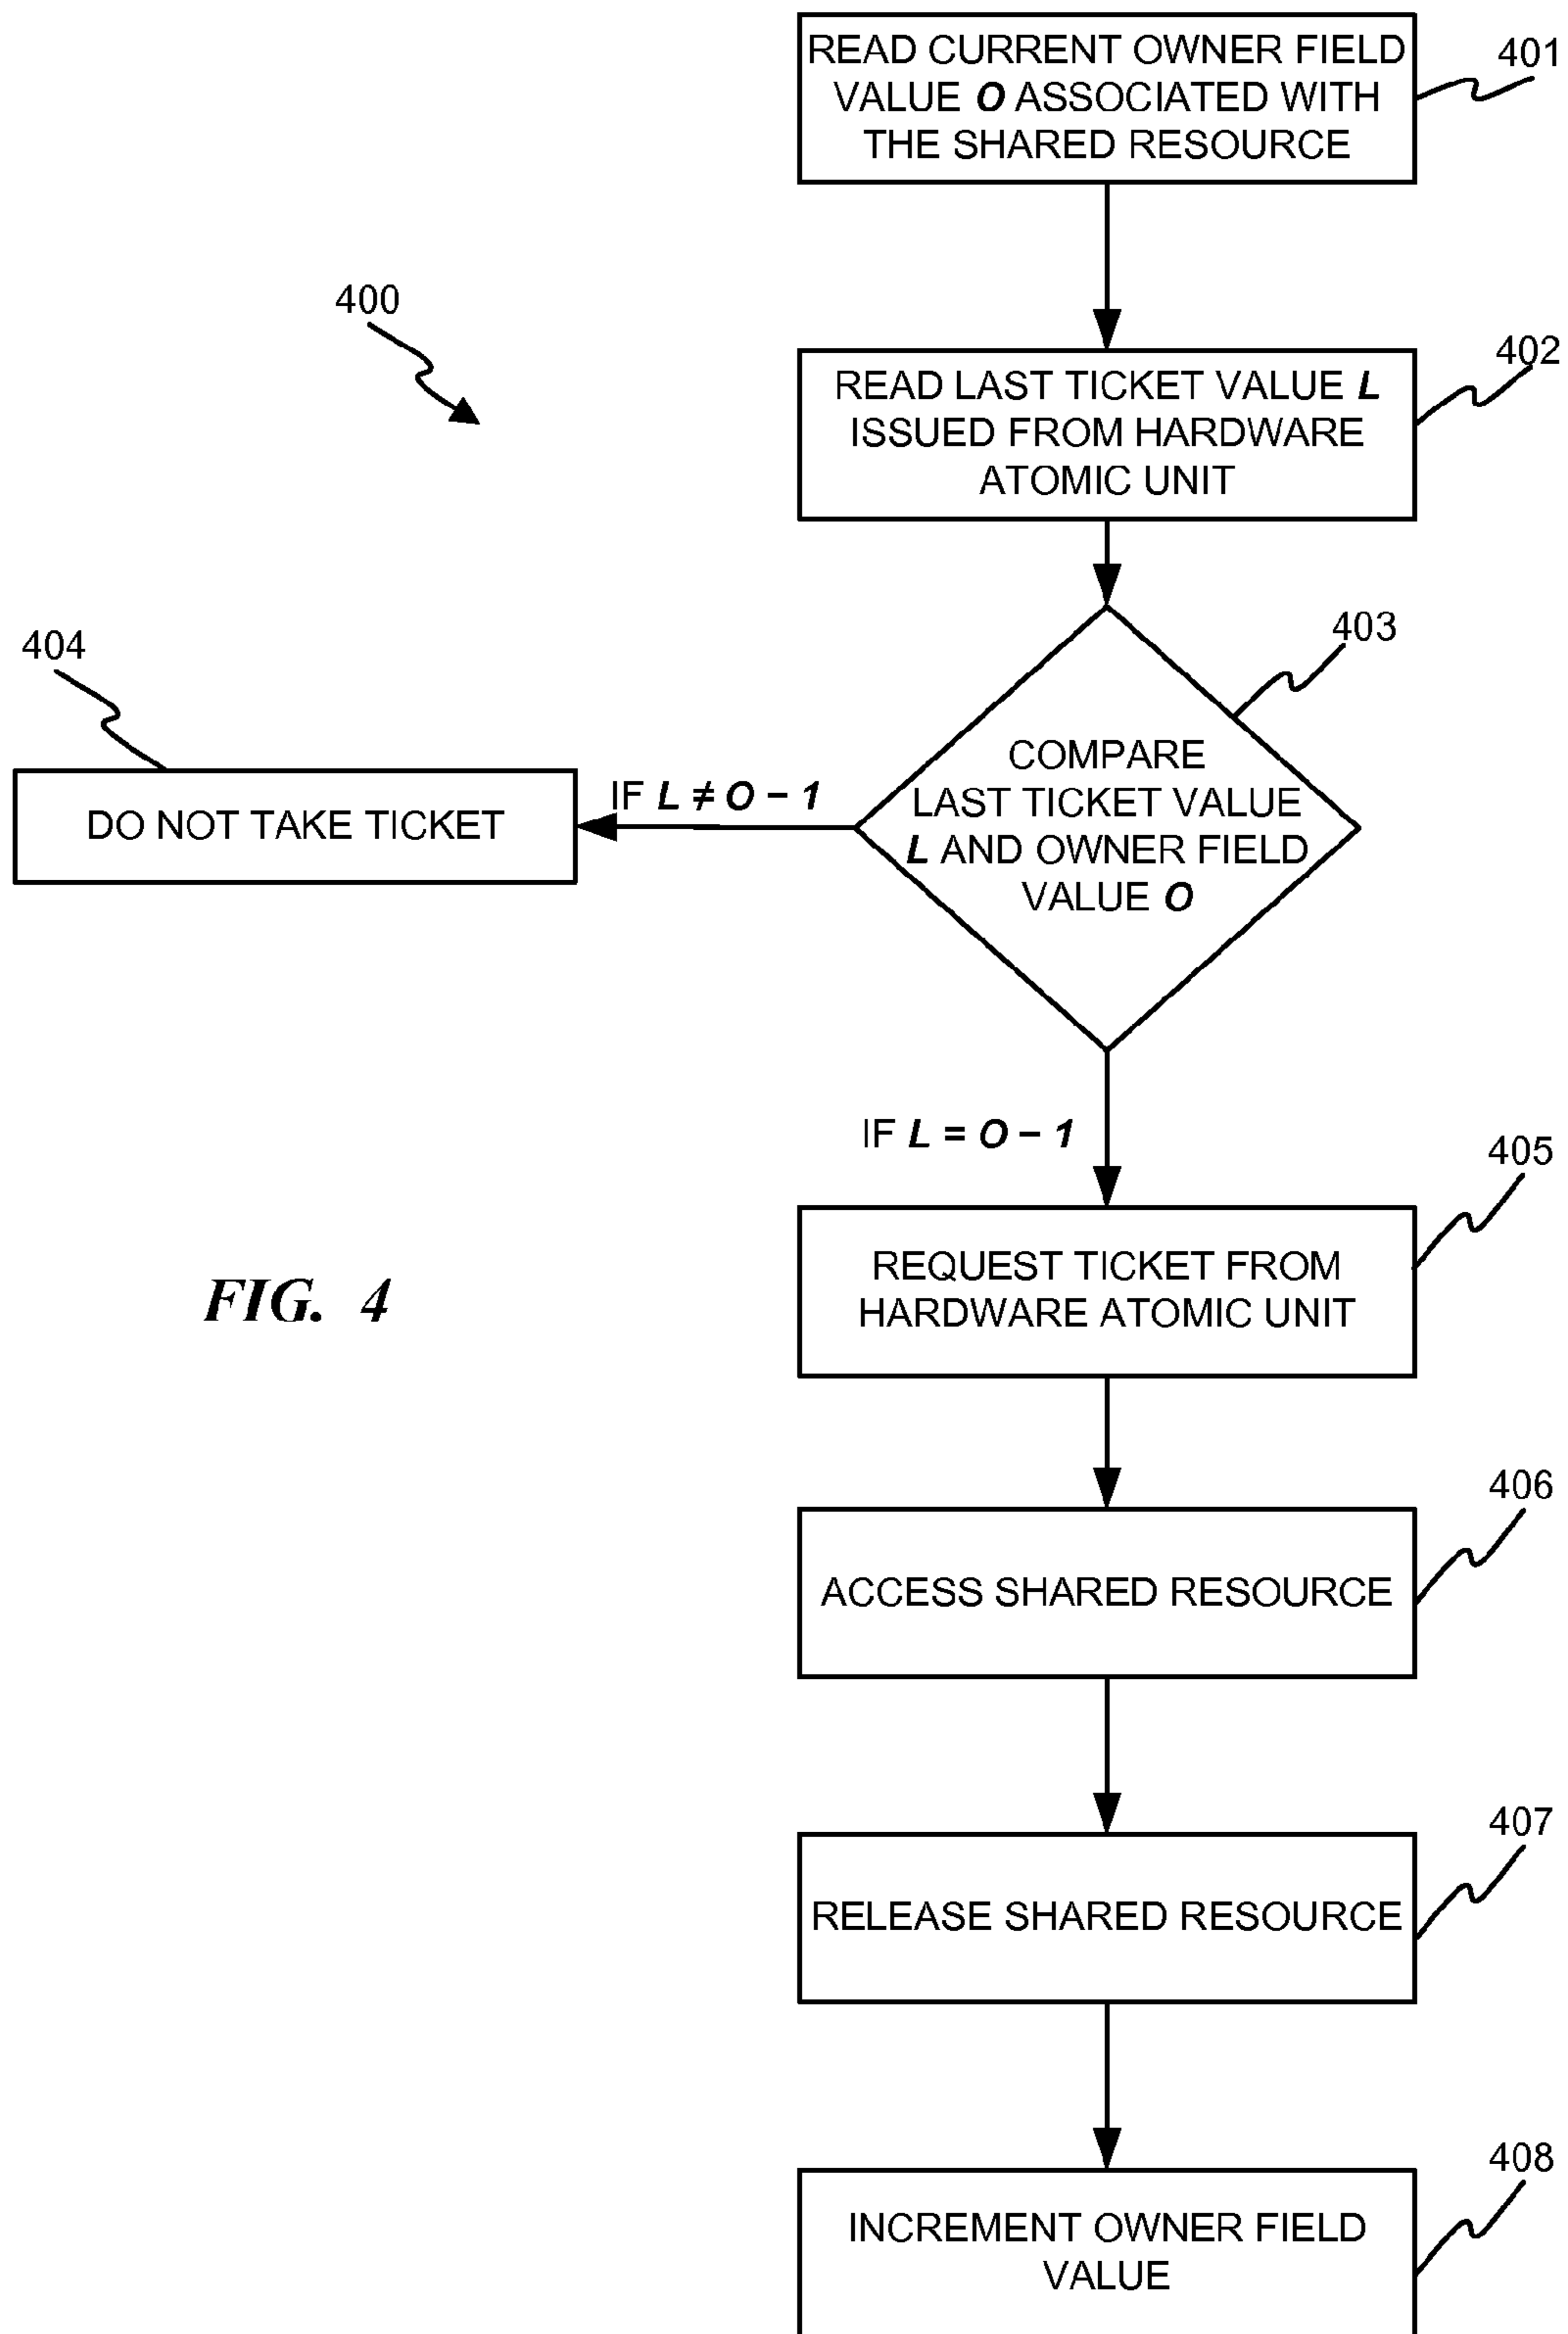 READ CURRENT OWNER FIELD
VALUE O ASSOCIATED WITH
THE SHARED RESOURCE
401
400
READ LAST TICKET VALUE L
ISSUED FROM HARDWARE
ATOMIC UNIT
402
403
404
COMPARE
LAST TICKET VALUE
L AND OWNER FIELD
VALUE O
IF L ≠ O – 1
DO NOT TAKE TICKET
IF L = O – 1
405
REQUEST TICKET FROM
HARDWARE ATOMIC UNIT
FIG. 4
406
ACCESS SHARED RESOURCE
407
RELEASE SHARED RESOURCE
408
INCREMENT OWNER FIELD
VALUE